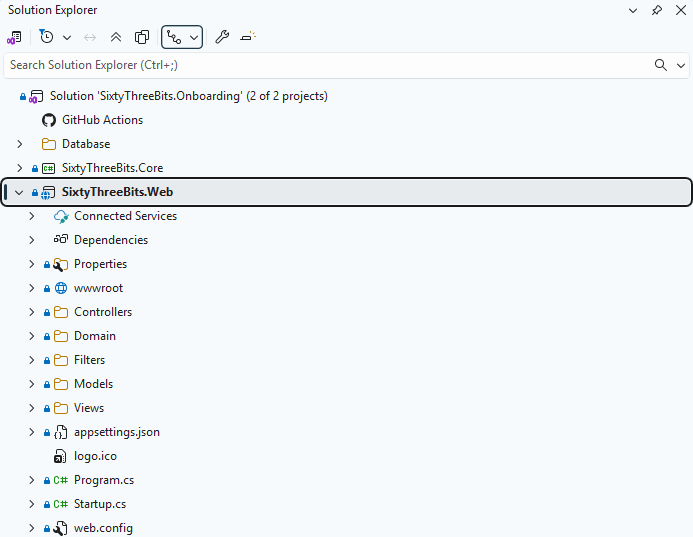 Solution Explorer
Search Solution Explorer (Ctrl+;)
Solution 'SixtyThreeBits.Onboarding' (2 of 2 projects)
GitHub Actions
Database
C# SixtyThreeBits.Core
SixtyThreeBits.Web
Connected Services
Dependencies
Properties
wwwroot
Controllers
Domain
Filters
Models
Views
appsettings.json
logo.ico
C# Program.cs
C# Startup.cs
web.config